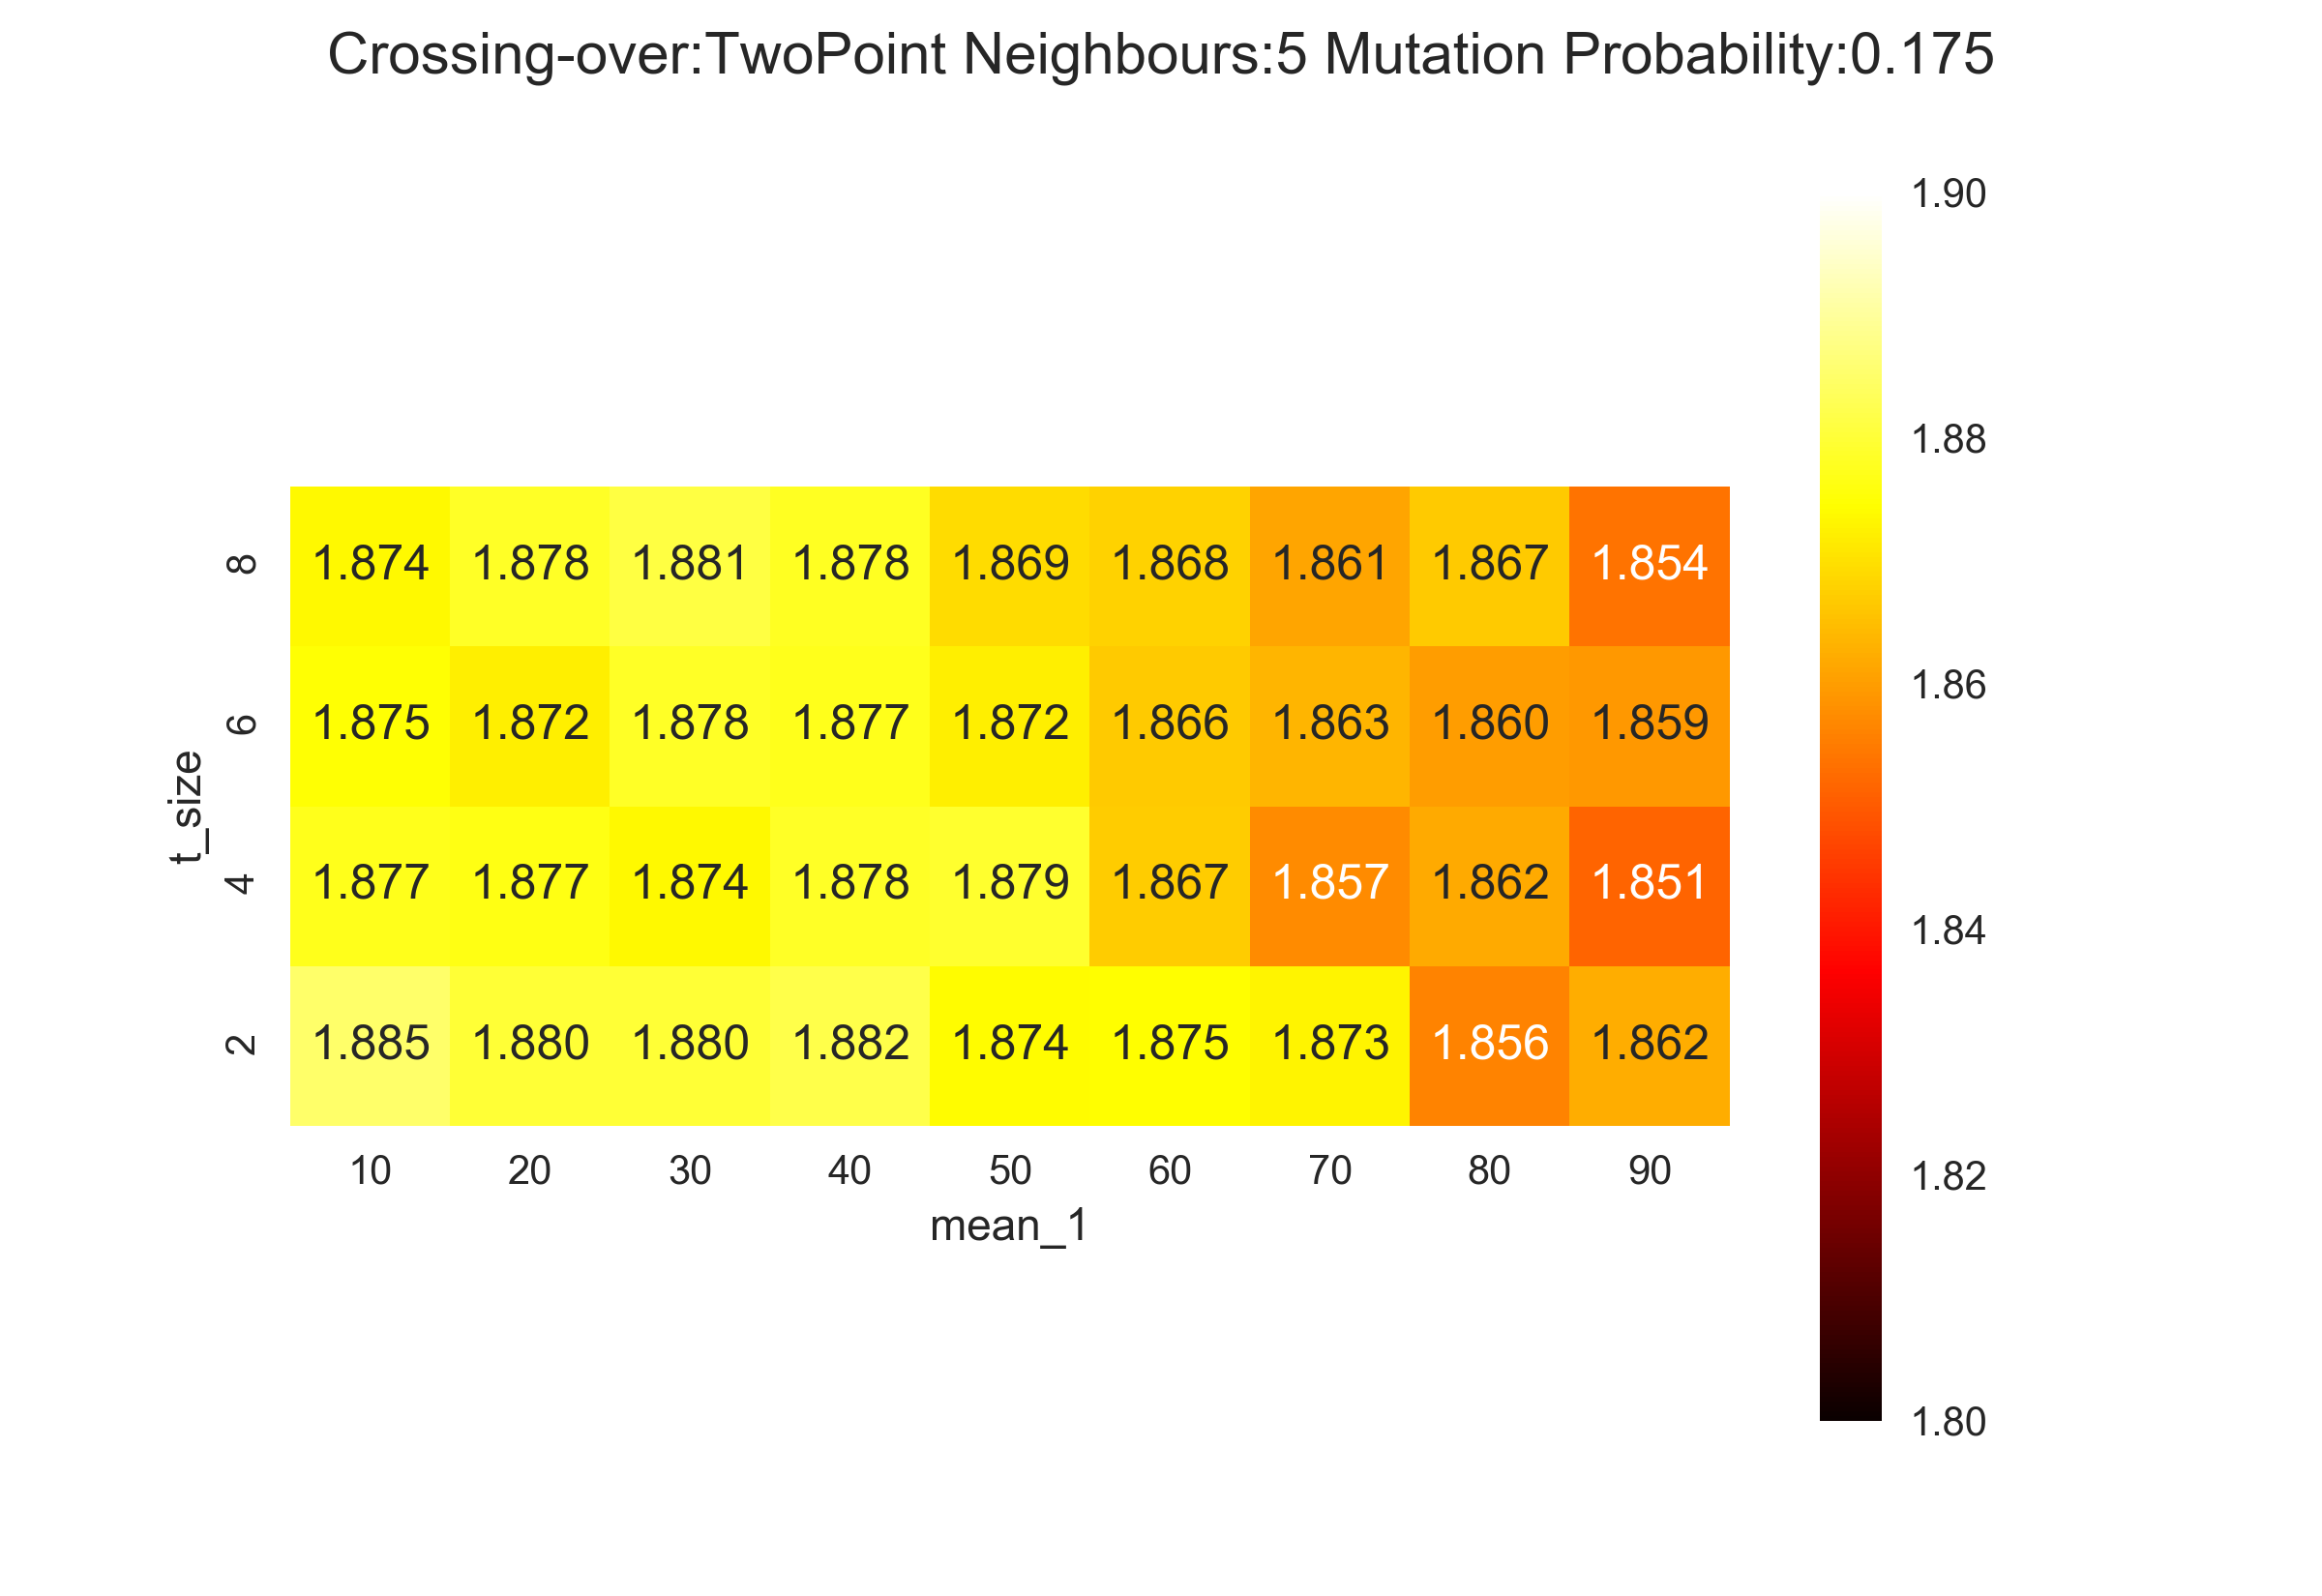 Crossing-over:TwoPoint Neighbours:5 Mutation Probability:0.175
t_size
8 1.874 1.878 1.881 1.878 1.869 1.868 1.861 1.867 1.854
6 1.875 1.872 1.878 1.877 1.872 1.866 1.863 1.860 1.859
4 1.877 1.877 1.874 1.878 1.879 1.867 1.857 1.862 1.851
2 1.885 1.880 1.880 1.882 1.874 1.875 1.873 1.856 1.862
10 20 30 40 50 60 70 80 90
mean_1
1.90
1.88
1.86
1.84
1.82
1.80